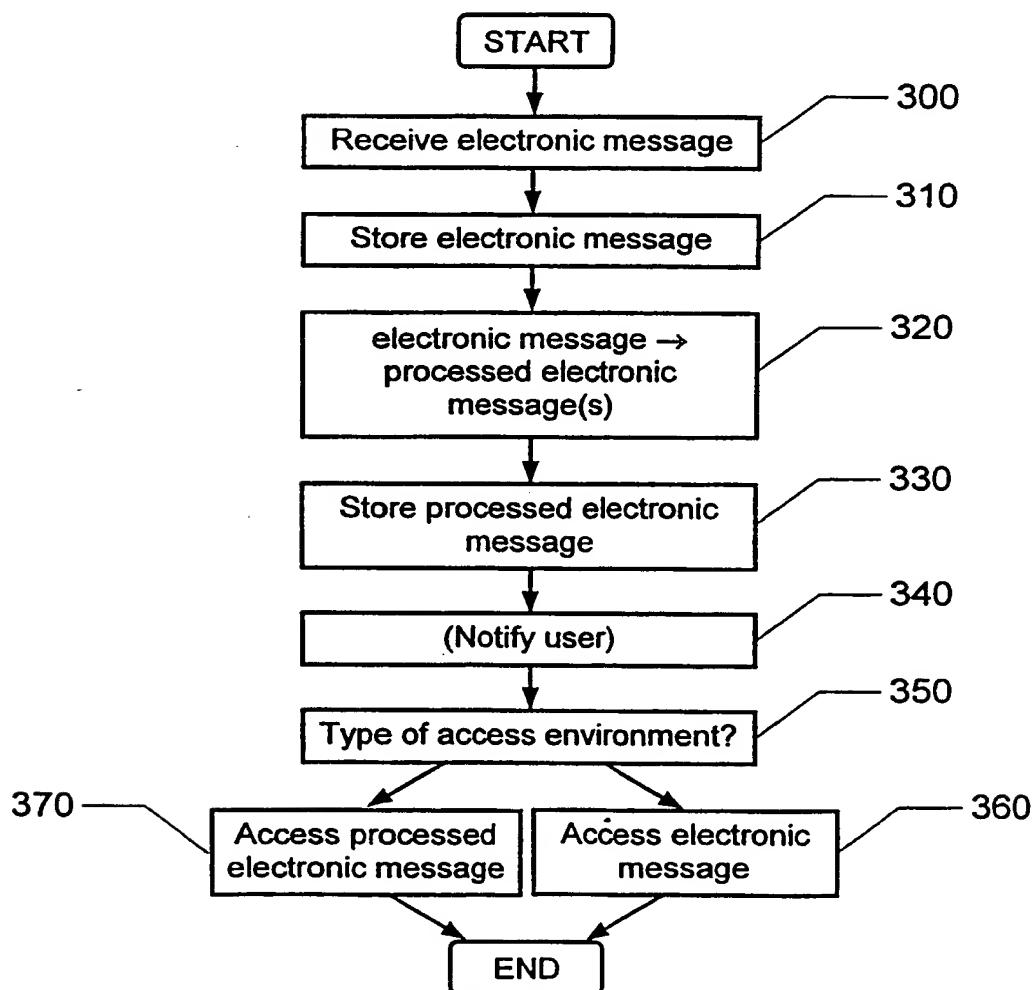 START
300
Receive electronic message
310
Store electronic message
320
electronic message →
processed electronic
message(s)
330
Store processed electronic
message
340
(Notify user)
350
Type of access environment?
370
Access processed
electronic message
360
Access electronic
message
END